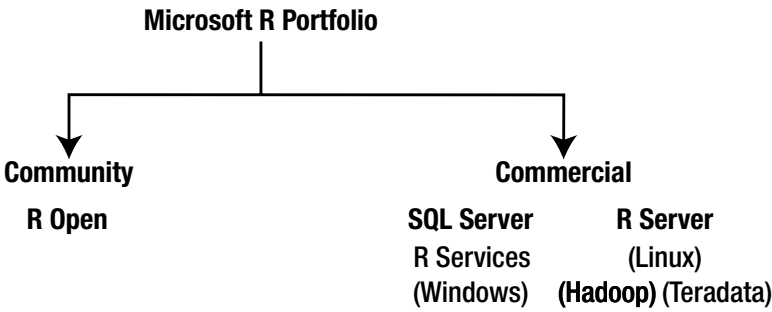 Microsoft R Portfolio
Community
R Open
Commercial
SQL Server
R Services
(Windows)
R Server
(Linux)
(Hadoop) (Teradata)